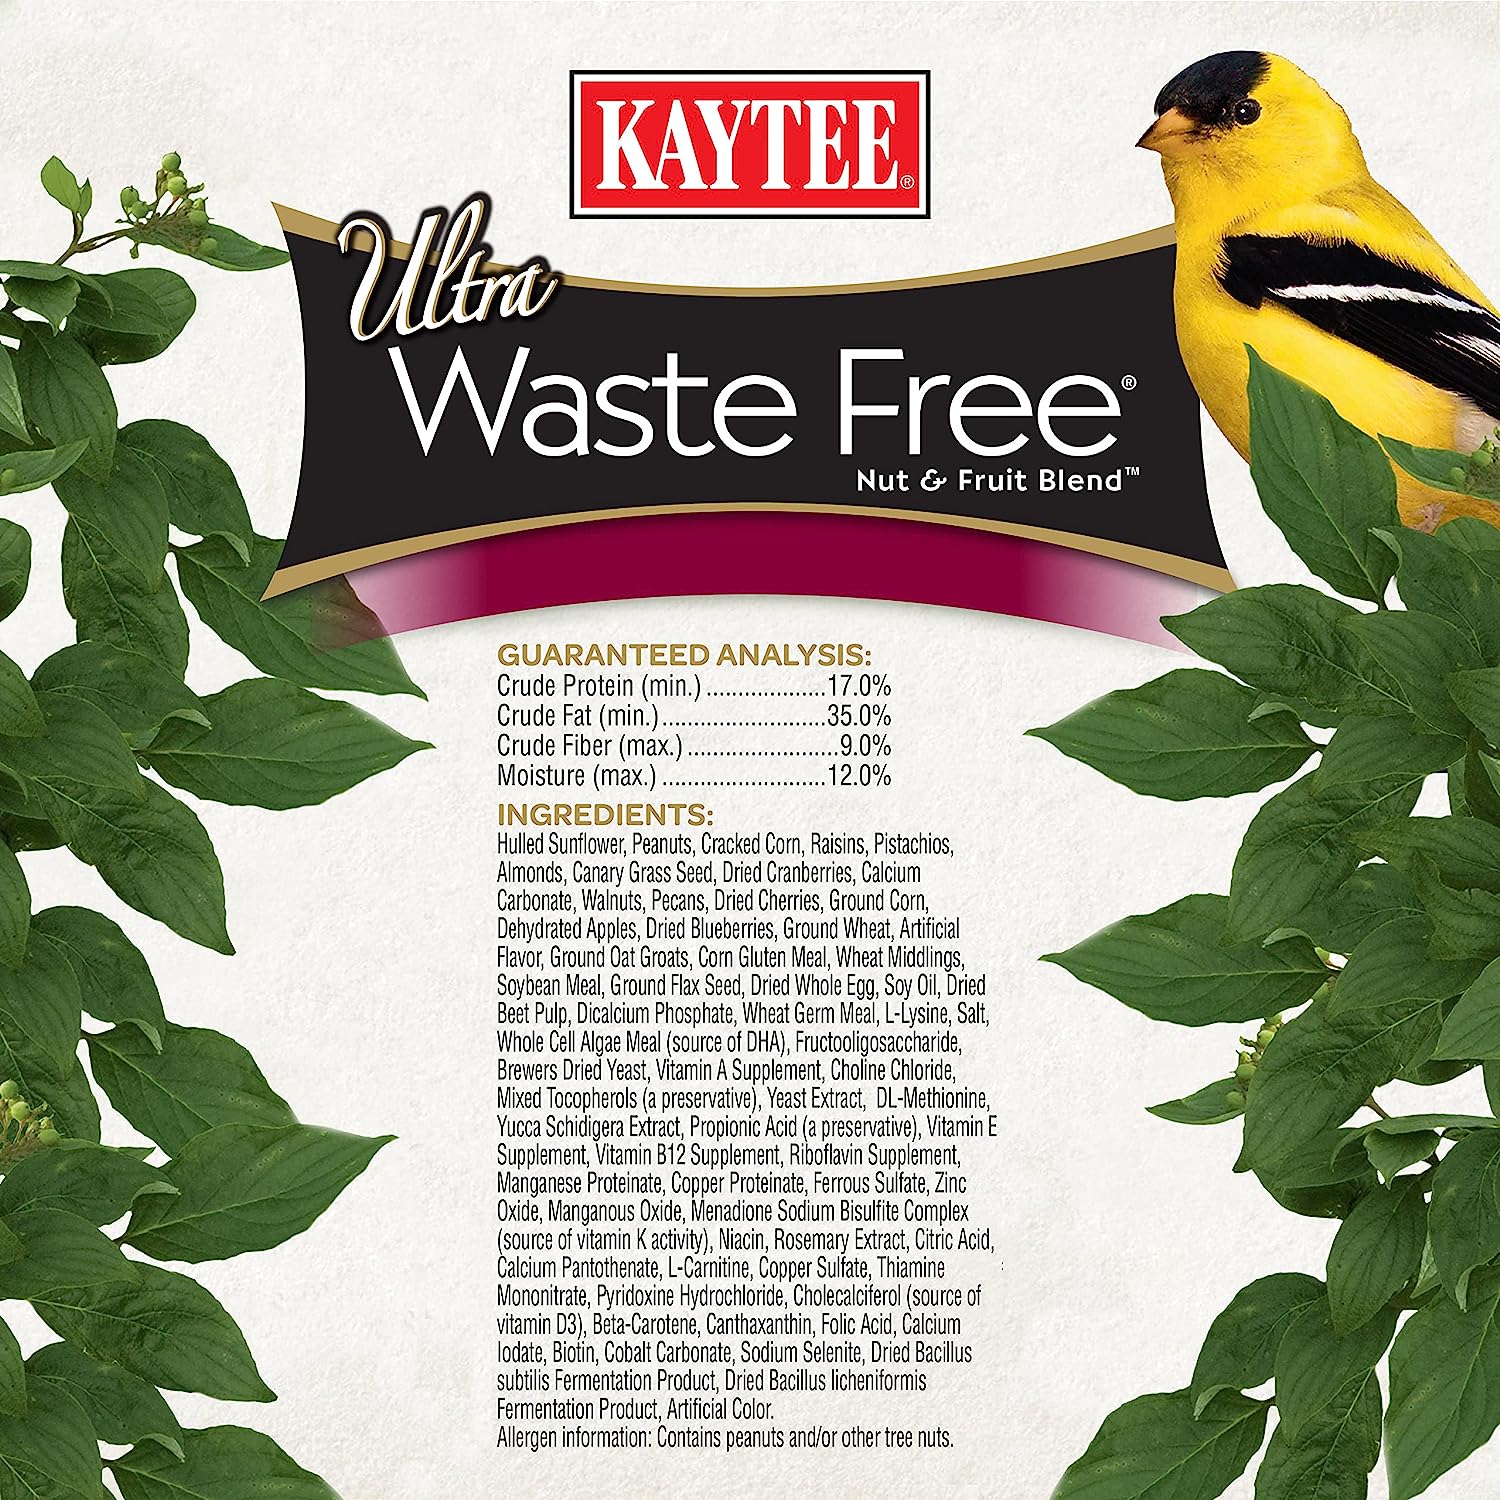 KAYTEE®
Ultra
Waste Free®
Nut & Fruit Blend™
GUARANTEED ANALYSIS:
Crude Protein (min.) ...................17.0%
Crude Fat (min.)..........................35.0%
Crude Fiber (max.)........................9.0%
Moisture (max.) ..........................12.0%
INGREDIENTS:
Hulled Sunflower, Peanuts, Cracked Corn, Raisins, Pistachios,
Almonds, Canary Grass Seed, Dried Cranberries, Calcium
Carbonate, Walnuts, Pecans, Dried Cherries, Ground Corn,
Dehydrated Apples, Dried Blueberries, Ground Wheat, Artificial
Flavor, Ground Oat Groats, Corn Gluten Meal, Wheat Middlings,
Soybean Meal, Ground Flax Seed, Dried Whole Egg, Soy Oil, Dried
Beet Pulp, Dicalcium Phosphate, Wheat Germ Meal, L-Lysine, Salt,
Whole Cell Algae Meal (source of DHA), Fructooligosaccharide,
Brewers Dried Yeast, Vitamin A Supplement, Choline Chloride,
Mixed Tocopherols (a preservative), Yeast Extract, DL-Methionine,
Yucca Schidigera Extract, Propionic Acid (a preservative), Vitamin E
Supplement, Vitamin B12 Supplement, Riboflavin Supplement,
Manganese Proteinate, Copper Proteinate, Ferrous Sulfate, Zinc
Oxide, Manganous Oxide, Menadione Sodium Bisulfite Complex
(source of vitamin K activity), Niacin, Rosemary Extract, Citric Acid,
Calcium Pantothenate, L-Carnitine, Copper Sulfate, Thiamine
Mononitrate, Pyridoxine Hydrochloride, Cholecalciferol (source of
vitamin D3), Beta-Carotene, Canthaxanthin, Folic Acid, Calcium
Iodate, Biotin, Cobalt Carbonate, Sodium Selenite, Dried Bacillus
subtilis Fermentation Product, Dried Bacillus licheniformis
Fermentation Product, Artificial Color.
Allergen information: Contains peanuts and/or other tree nuts.